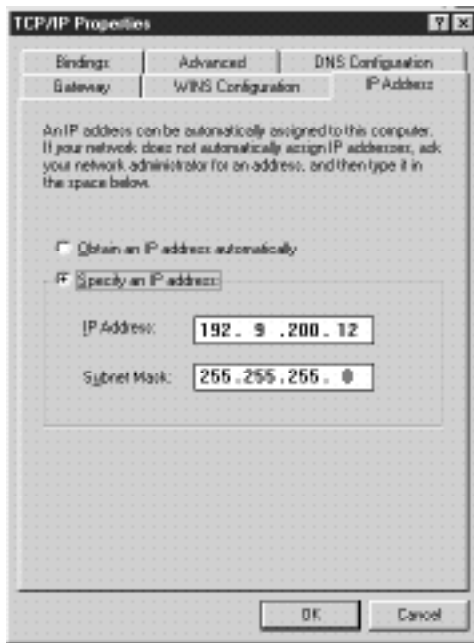 TCP/IP Properties
Bindings Advanced DNS Configuration
Gateway WINS Configuration IP Address
An IP address can be automatically assigned to this computer.
If your network does not automatically assign IP addresses, ask
your network administrator for an address, and then type it in
the space below.
Obtain an IP address automatically
Specify an IP address:
IP Address: 192. 9 .200. 12
Subnet Mask: 255.255.255. 0
OK Cancel